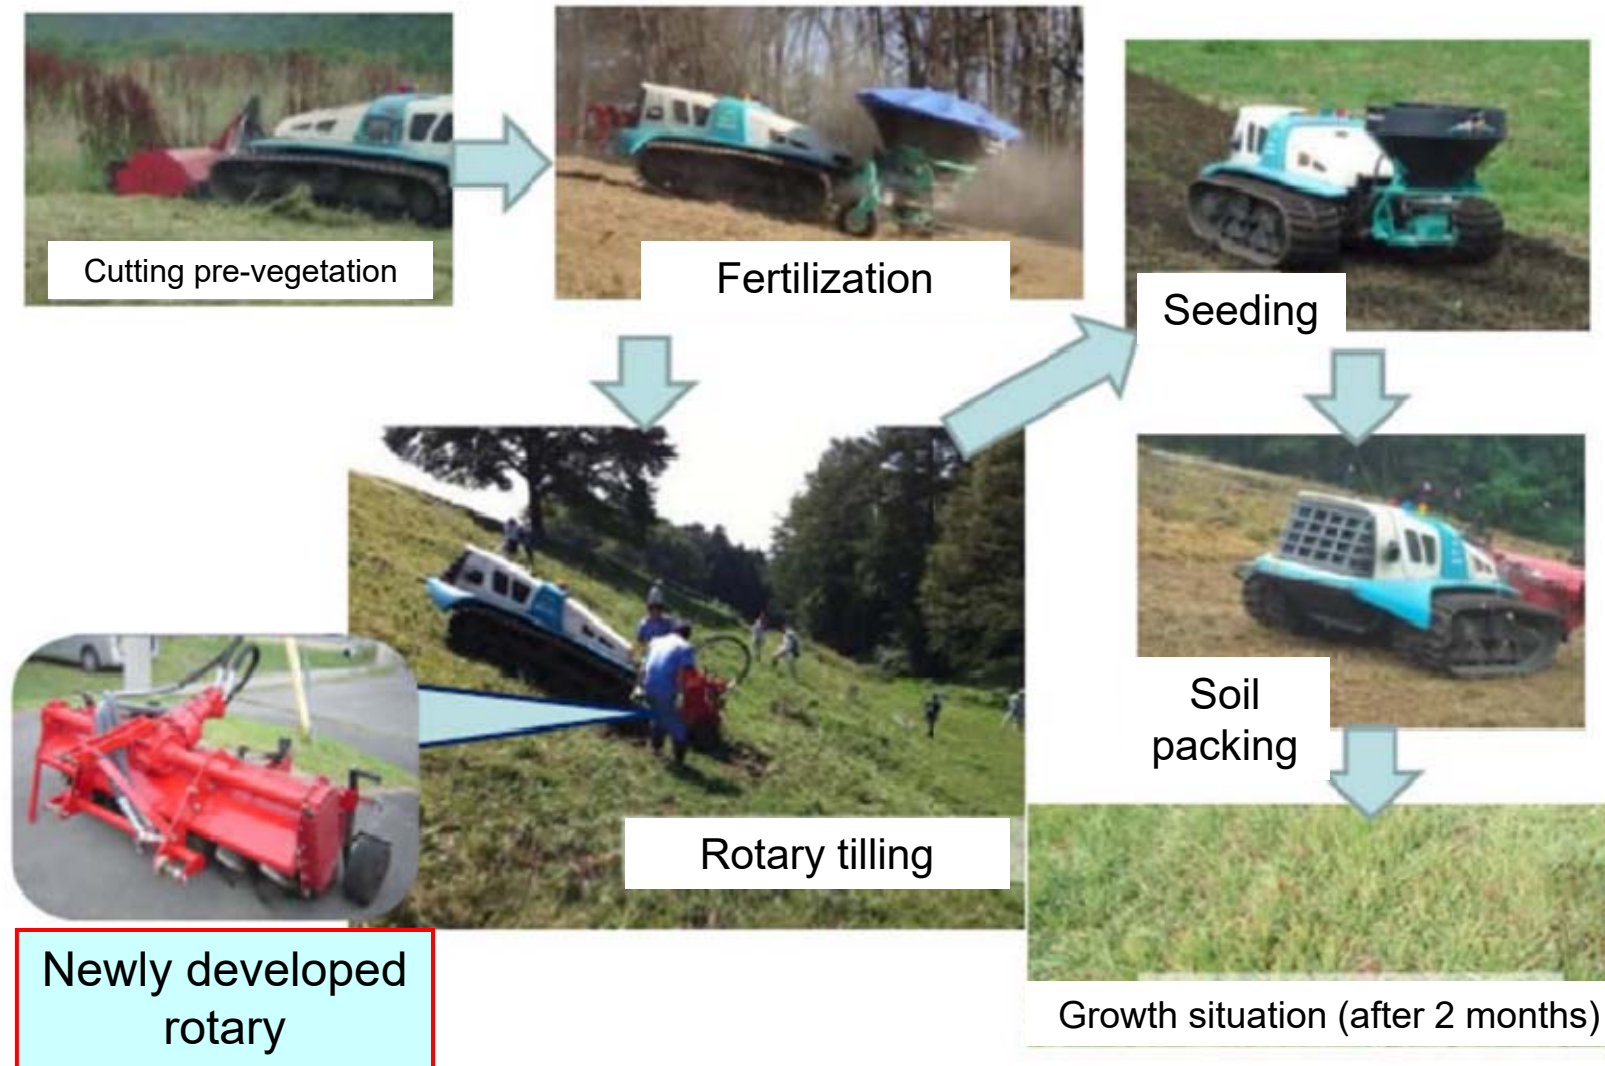 Cutting pre-vegetation
Fertilization
Seeding
Soil
packing
Rotary tilling
Newly developed
rotary
Growth situation (after 2 months)